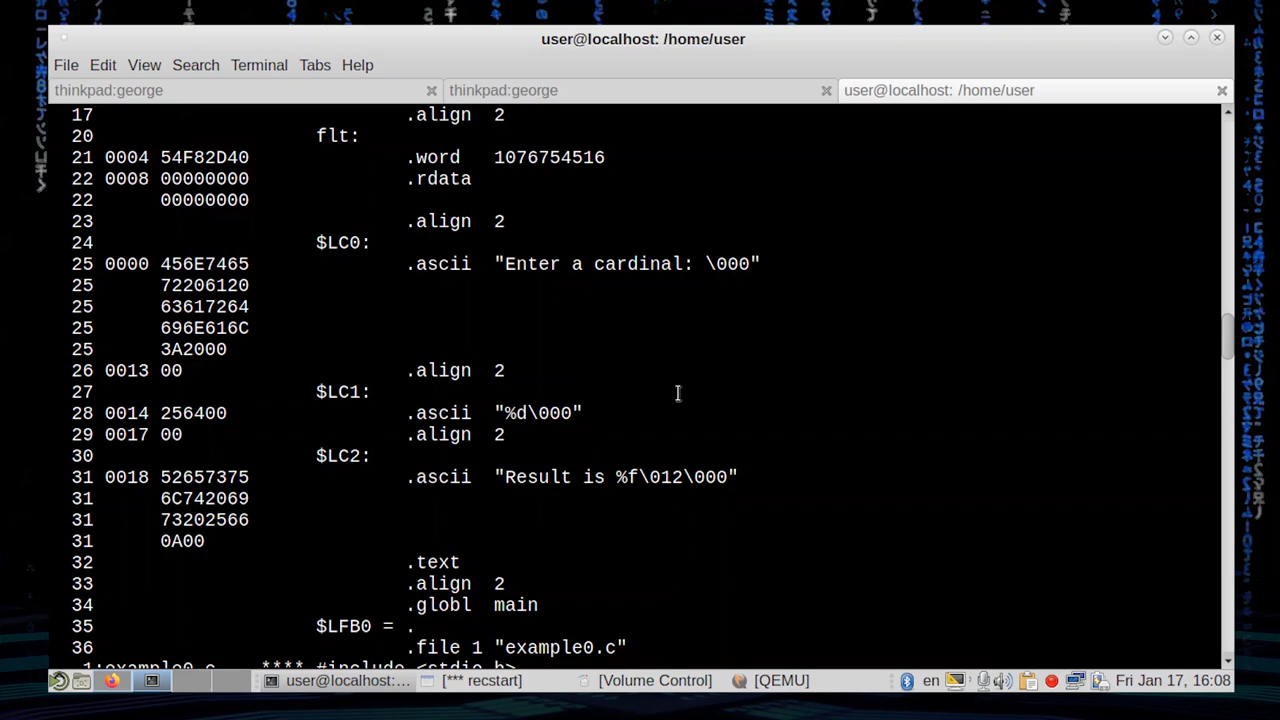 user@localhost: /home/user
File Edit View Search Terminal Tabs Help
thinkpad:george thinkpad:george user@localhost: /home/user
17 .align 2
20 flt:
21 0004 54F82D40 .word 1076754516
22 0008 00000000 .rdata
22 00000000
23 .align 2
24 $LC0:
25 0000 456E7465 .ascii "Enter a cardinal: \000"
25 72206120
25 63617264
25 696E616C
25 3A2000
26 0013 00 .align 2
27 $LC1:
28 0014 256400 .ascii "%d\000"
29 0017 00 .align 2
30 $LC2:
31 0018 52657375 .ascii "Result is %f\012\000"
31 6C742069
31 73202566
31 0A00
32 .text
33 .align 2
34 .globl main
35 $LFB0 = .
36 .file 1 "example0.c"
1:example0.c **** #include <stdio.h>
user@localhost:... [*** recstart] [Volume Control] [QEMU] en Fri Jan 17, 16:08